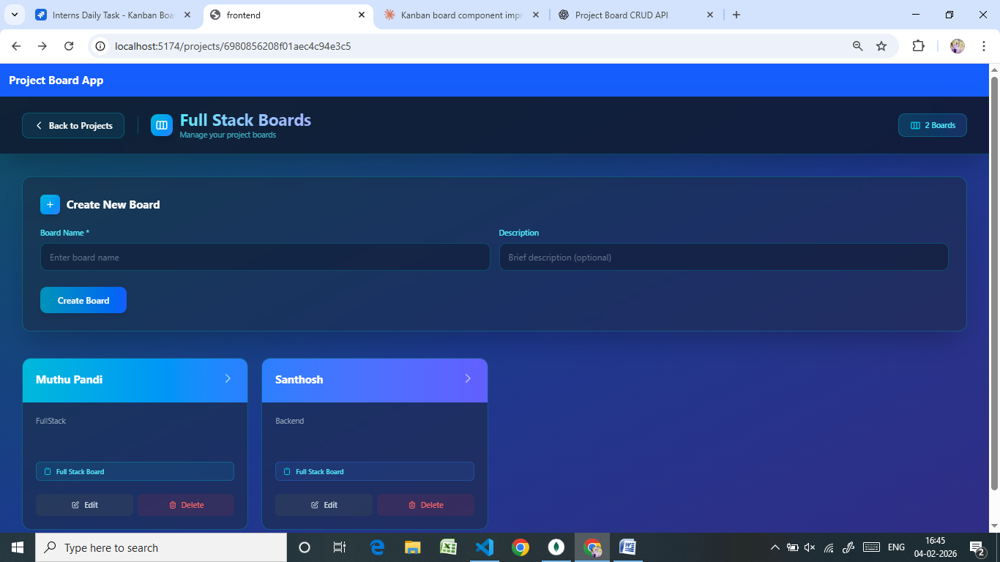 Interns Daily Task - Kanban Boa
frontend
Kanban board component impr
Project Board CRUD API
localhost:5174/projects/6980856208f01aec4c94e3c5
Project Board App
Back to Projects
Full Stack Boards
Manage your project boards
2 Boards
+ Create New Board
Board Name *
Description
Enter board name
Brief description (optional)
Create Board
Muthu Pandi
Santhosh
FullStack
Backend
Full Stack Board
Full Stack Board
Edit
Delete
Edit
Delete
Type here to search
ENG
16:45
04-02-2026
2